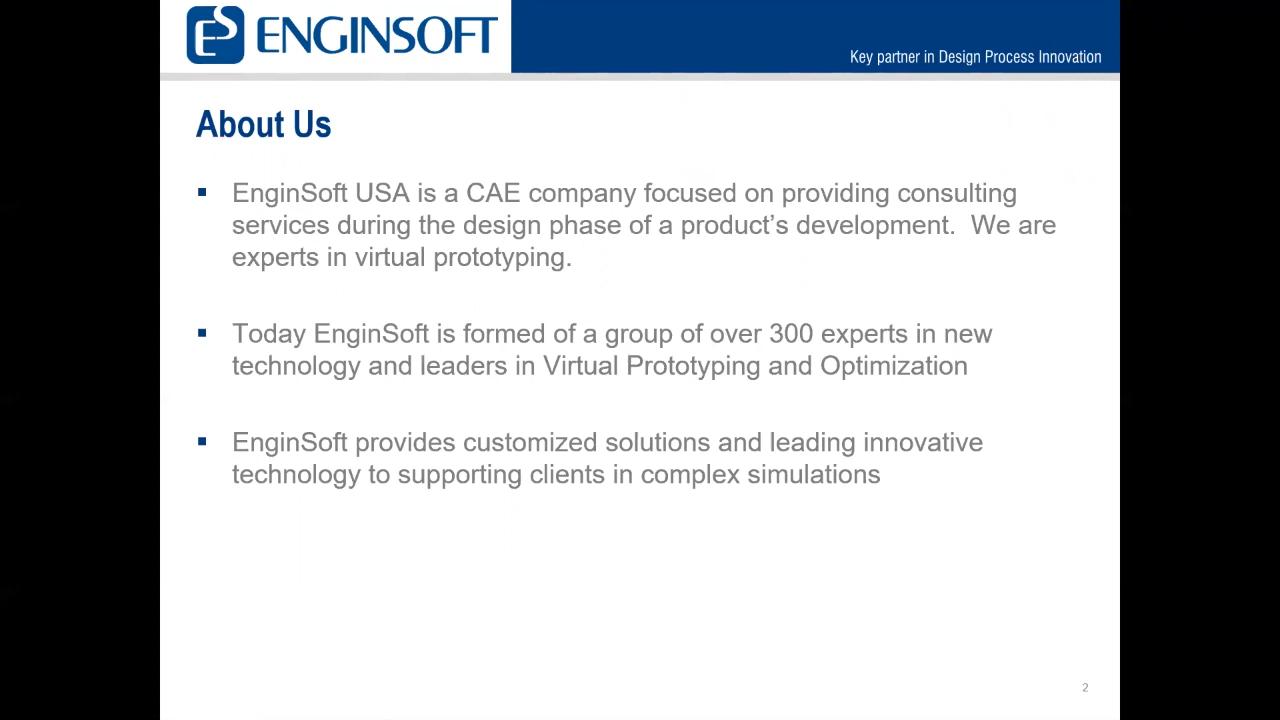 ES ENGINSOFT
Key partner in Design Process Innovation
About Us
EnginSoft USA is a CAE company focused on providing consulting
services during the design phase of a product’s development.  We are
experts in virtual prototyping.
Today EnginSoft is formed of a group of over 300 experts in new
technology and leaders in Virtual Prototyping and Optimization
EnginSoft provides customized solutions and leading innovative
technology to supporting clients in complex simulations
2